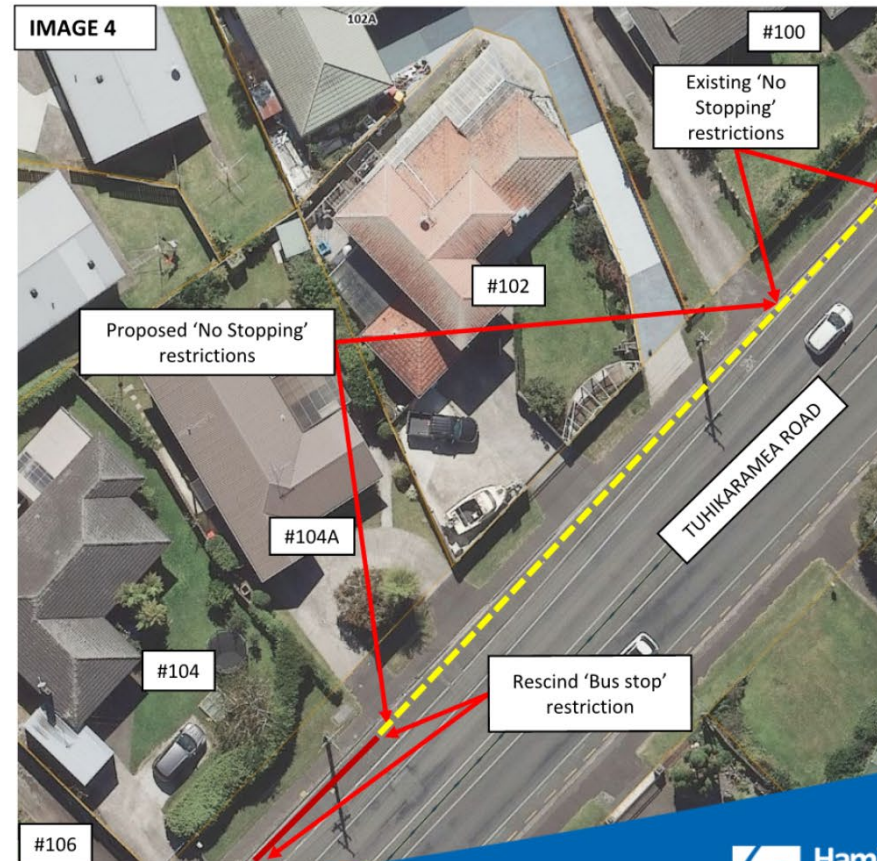 IMAGE 4
102A
#100
Existing ‘No
Stopping’
restrictions
#102
Proposed ‘No Stopping’
restrictions
TUHIKARAMEA ROAD
#104A
#104
Rescind ‘Bus stop’
restriction
#106
Ham